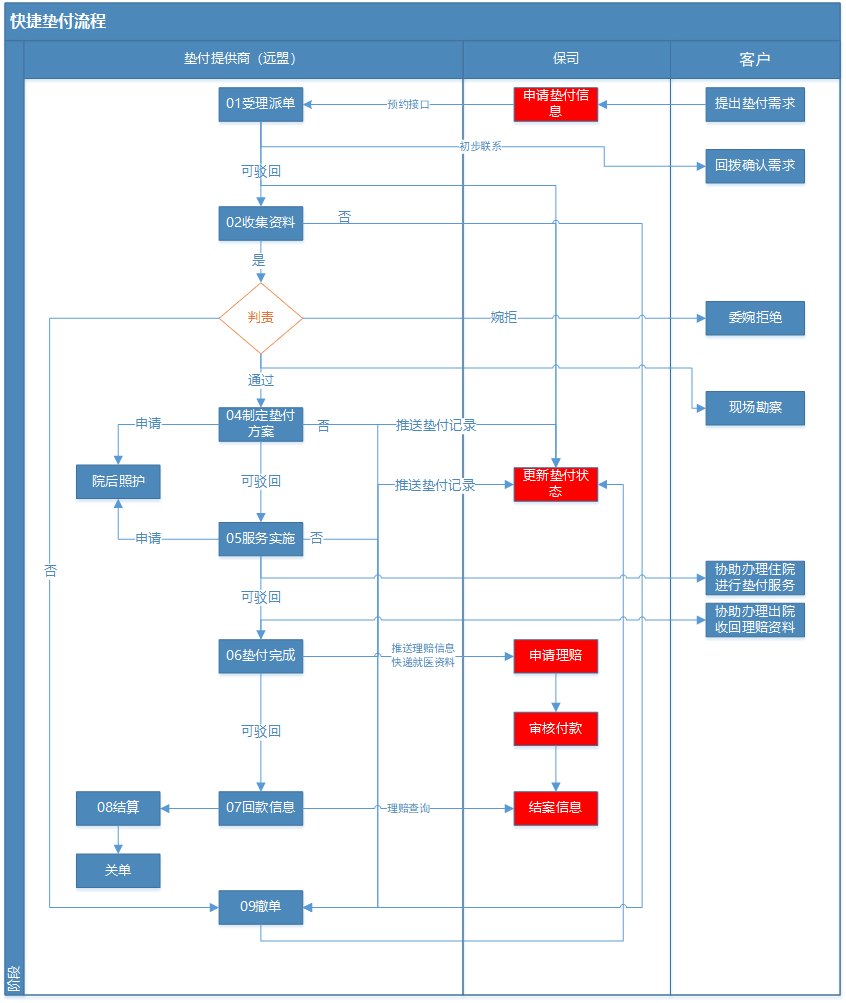 快捷垫付流程
垫付提供商（远盟）
保司
客户
01受理派单
预约接口
申请垫付信
息
提出垫付需求
初步联系
回拨确认需求
可驳回
02收集资料
否
是
判责
婉拒
委婉拒绝
通过
现场勘察
04制定垫付
方案
申请
否
推送垫付记录
院后照护
可驳回
推送垫付记录
更新垫付状
态
申请
05服务实施
否
否
协助办理住院
进行垫付服务
可驳回
协助办理出院
收回理赔资料
06垫付完成
推送理赔信息
快递就医资料
申请理赔
可驳回
审核付款
08结算
07回款信息
理赔查询
结案信息
关单
09撤单
阶段